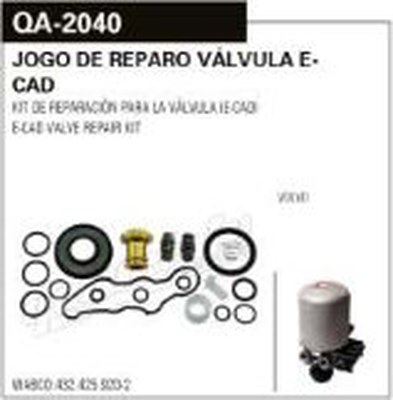 QA-2040
JOGO DE REPARO VÁLVULA E-
CAD
KIT DE REPARACIÓN PARA LA VÁLVULA (E-CAD)
E-CAD VALVE REPAIR KIT
VOLVO
WABCO 432 425 920-2